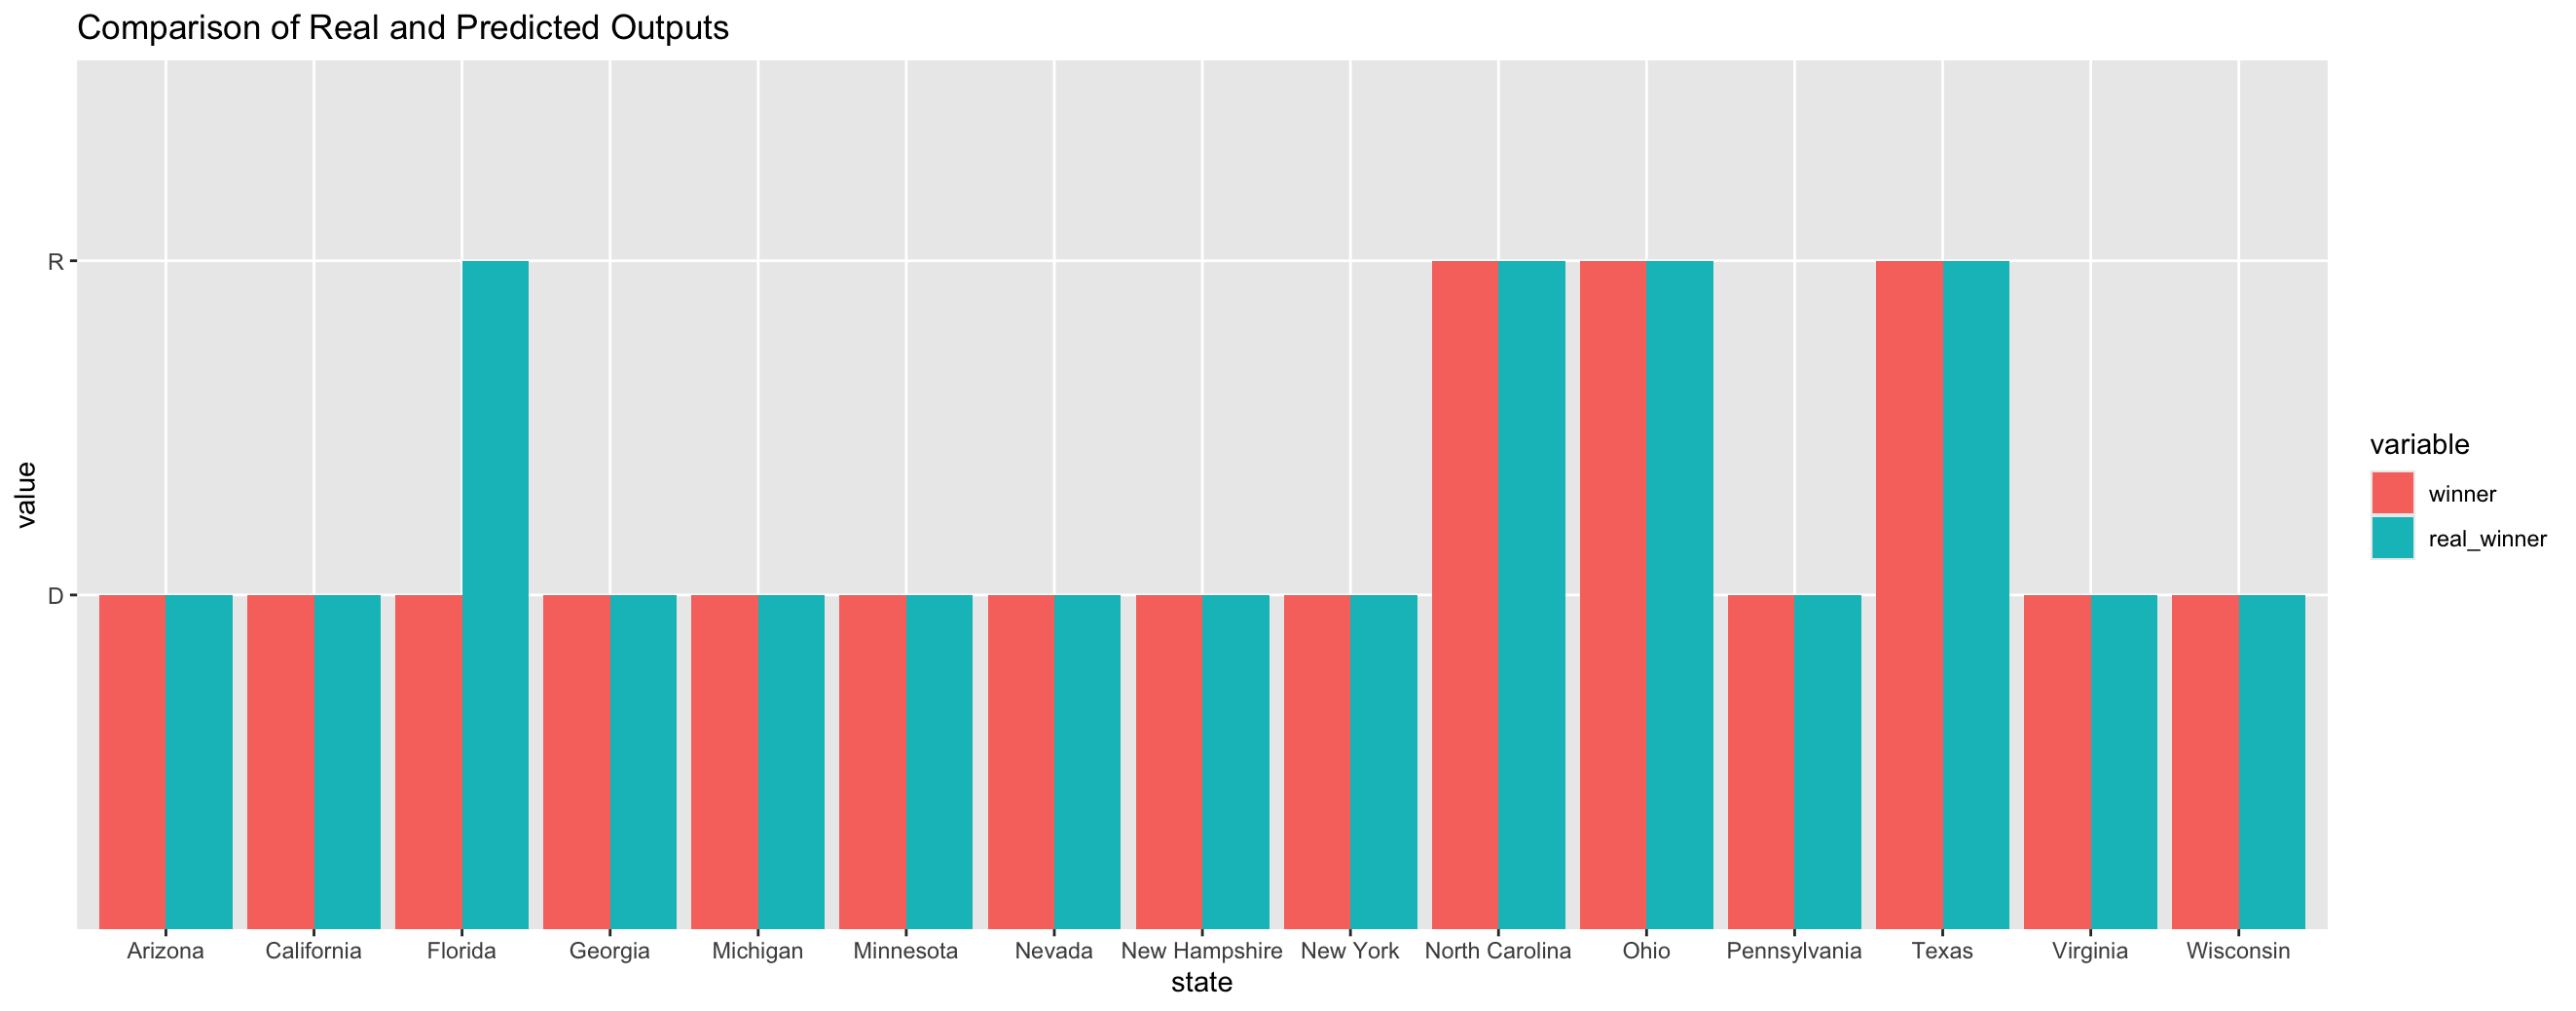 Comparison of Real and Predicted Outputs
value
R
D
Arizona California Florida Georgia Michigan Minnesota Nevada New Hampshire New York North Carolina Ohio Pennsylvania Texas Virginia Wisconsin
state
variable
winner
real_winner